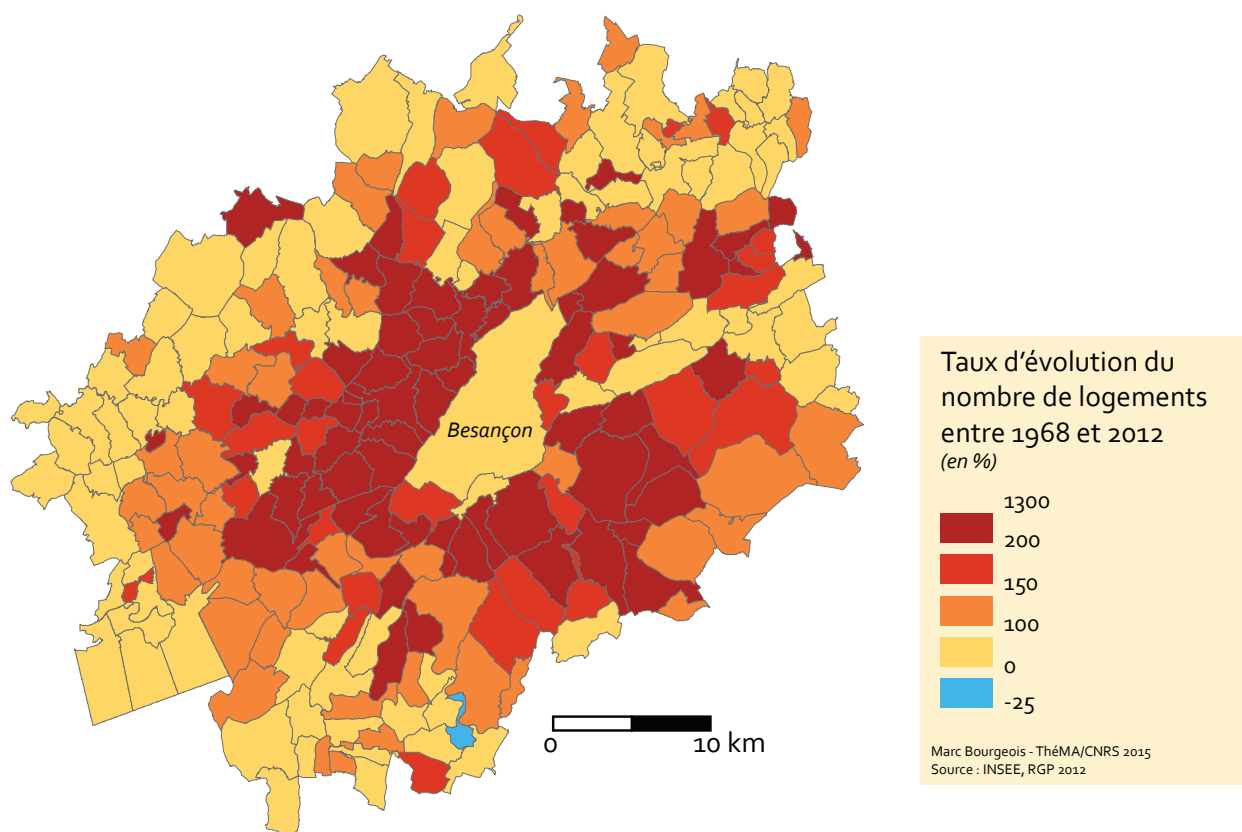 Besançon
0 10 km
Taux d’évolution du
nombre de logements
entre 1968 et 2012
(en %)
1300
200
150
100
0
-25
Marc Bourgeois - ThéMA/CNRS 2015
Source : INSEE, RGP 2012